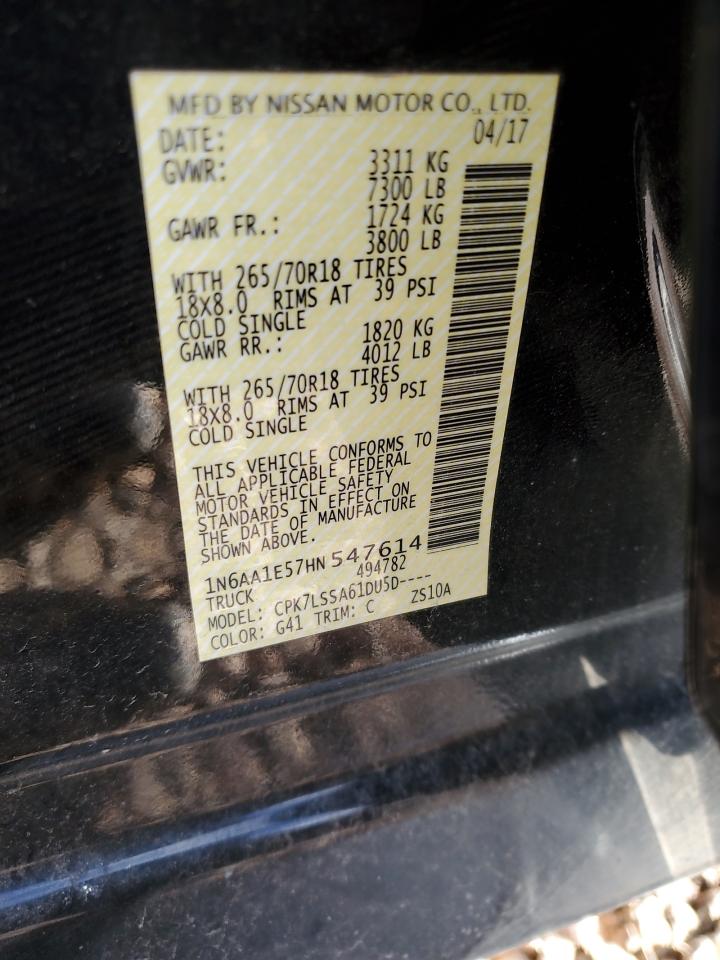 MFD BY NISSAN MOTOR CO., LTD.
DATE: 04/17
GVWR: 3311 KG
7300 LB
GAWR FR.: 1724 KG
3800 LB
WITH 265/70R18 TIRES
18X8.0 RIMS AT 39 PSI
COLD SINGLE
GAWR RR.: 1820 KG
4012 LB
WITH 265/70R18 TIRES
18X8.0 RIMS AT 39 PSI
COLD SINGLE
THIS VEHICLE CONFORMS TO
ALL APPLICABLE FEDERAL
MOTOR VEHICLE SAFETY
STANDARDS IN EFFECT ON
THE DATE OF MANUFACTURE
SHOWN ABOVE.
1N6AA1E57HN547614
TRUCK 494782
MODEL: CPK7LSSA61DU5D----
COLOR: G41 TRIM: C ZS10A